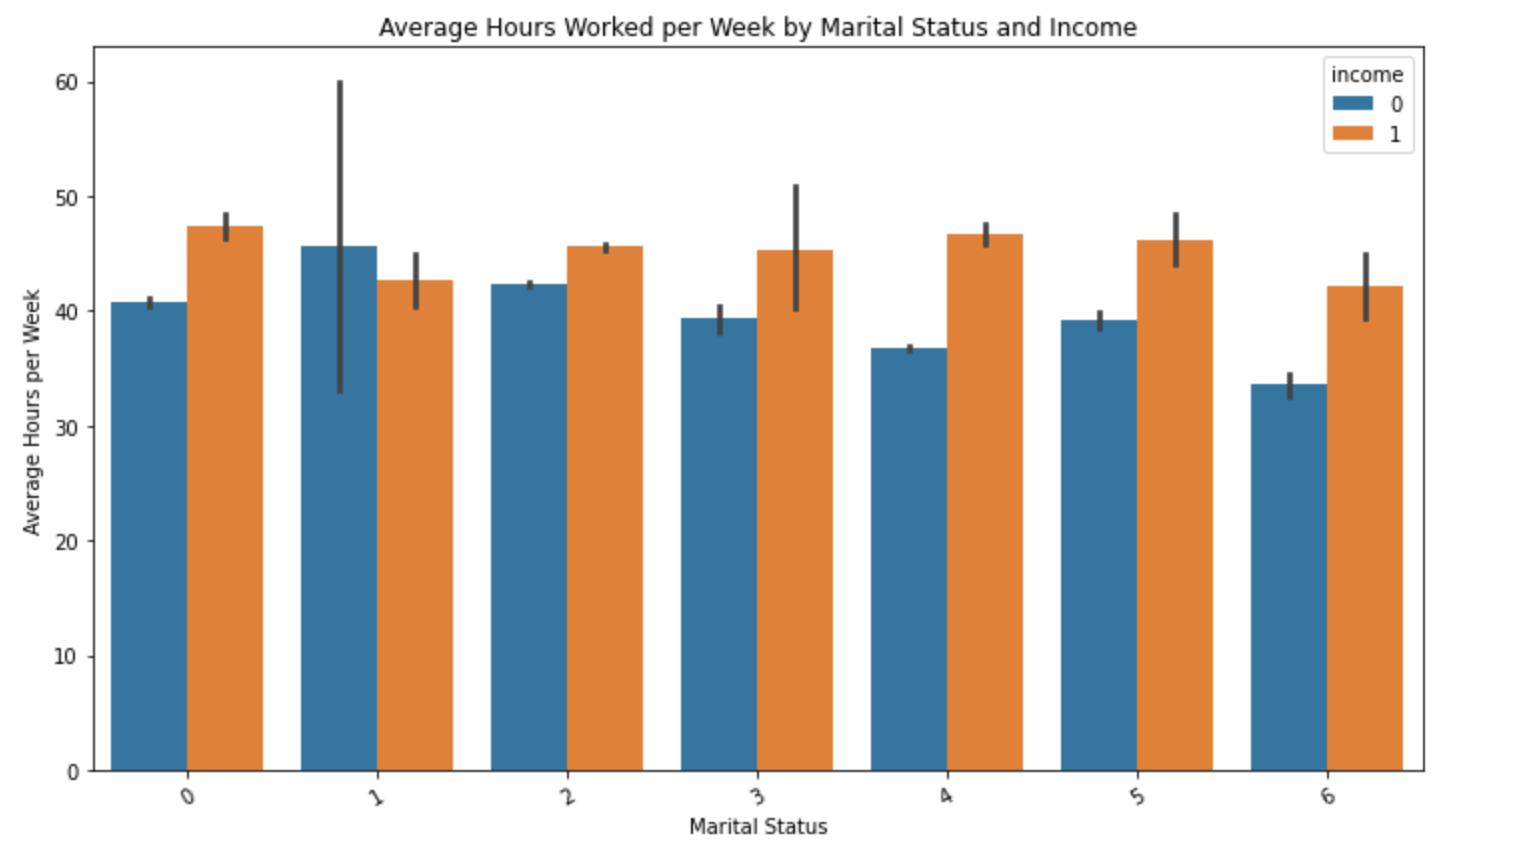 Average Hours Worked per Week by Marital Status and Income
income
0
1
60
50
40
30
20
10
0
Average Hours per Week
0 1 2 3 4 5 6
Marital Status